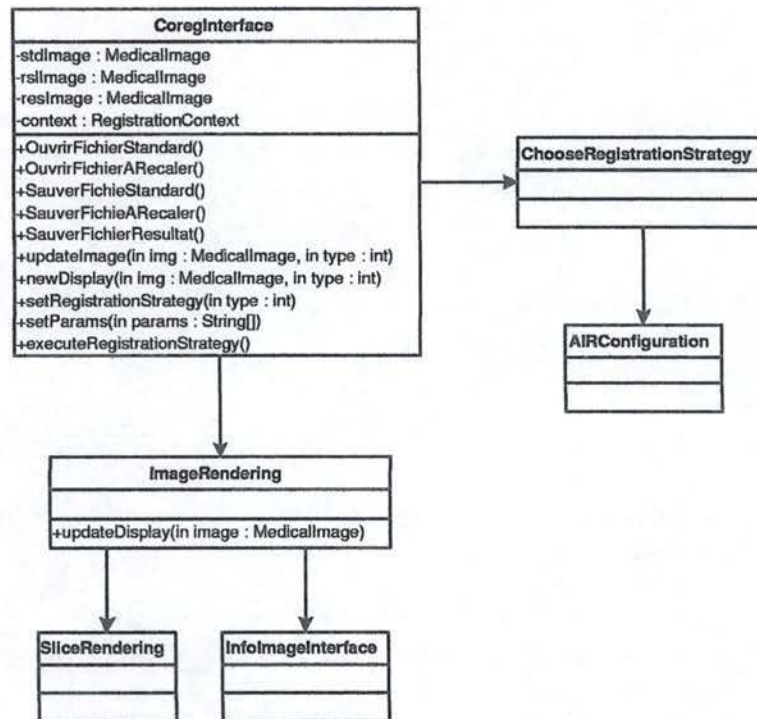 CoregInterface
-stdImage : MedicalImage
-rslImage : MedicalImage
-resImage : MedicalImage
-context : RegistrationContext
+OuvrirFichierStandard()
+OuvrirFichierARecaler()
+SauverFichieStandard()
+SauverFichieARecaler()
+SauverFichierResultat()
+updateImage(in img : MedicalImage, in type : int)
+newDisplay(in img : MedicalImage, in type : int)
+setRegistrationStrategy(in type : int)
+setParams(in params : String[])
+executeRegistrationStrategy()
ChooseRegistrationStrategy
AIRConfiguration
ImageRendering
+updateDisplay(in image : MedicalImage)
SliceRendering
InfoImageInterface